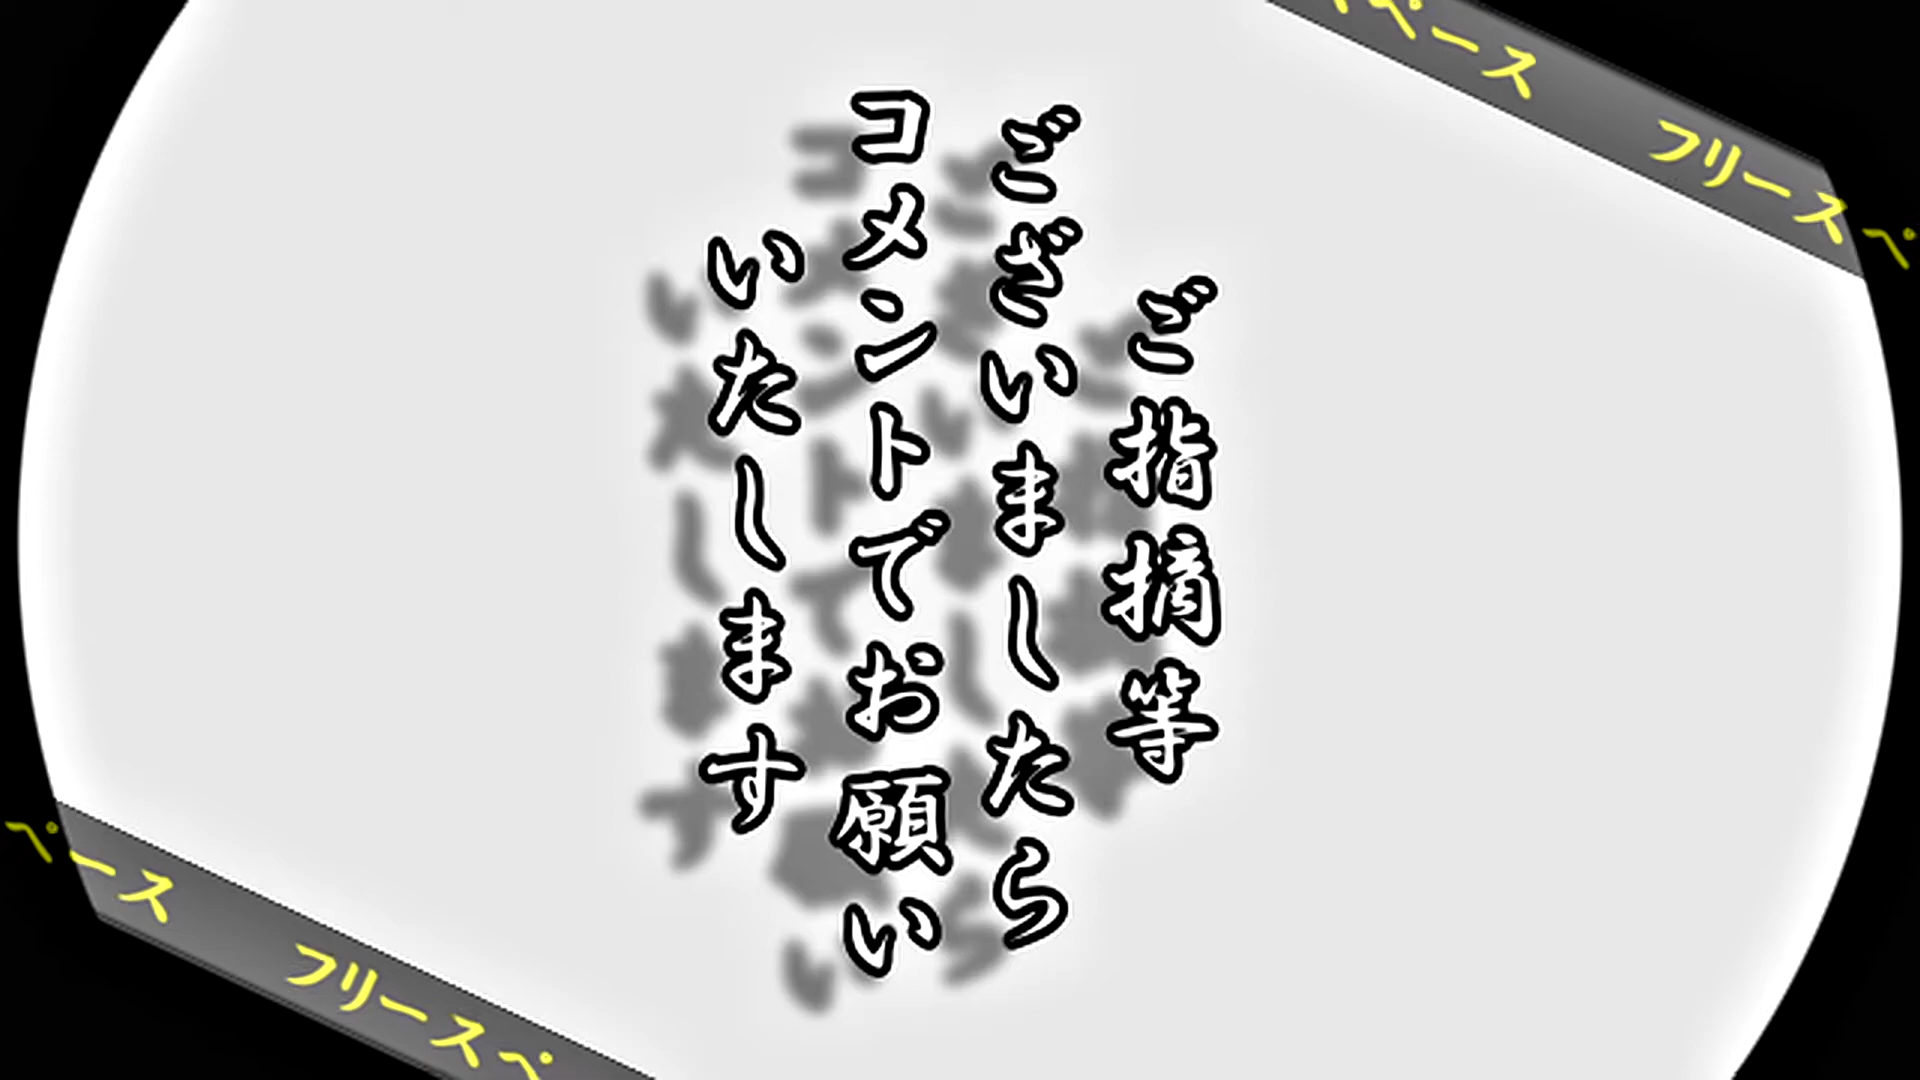 ペース フリースペ
ご指摘等
ございましたら
コメントでお願い
いたします
ペース フリースペ